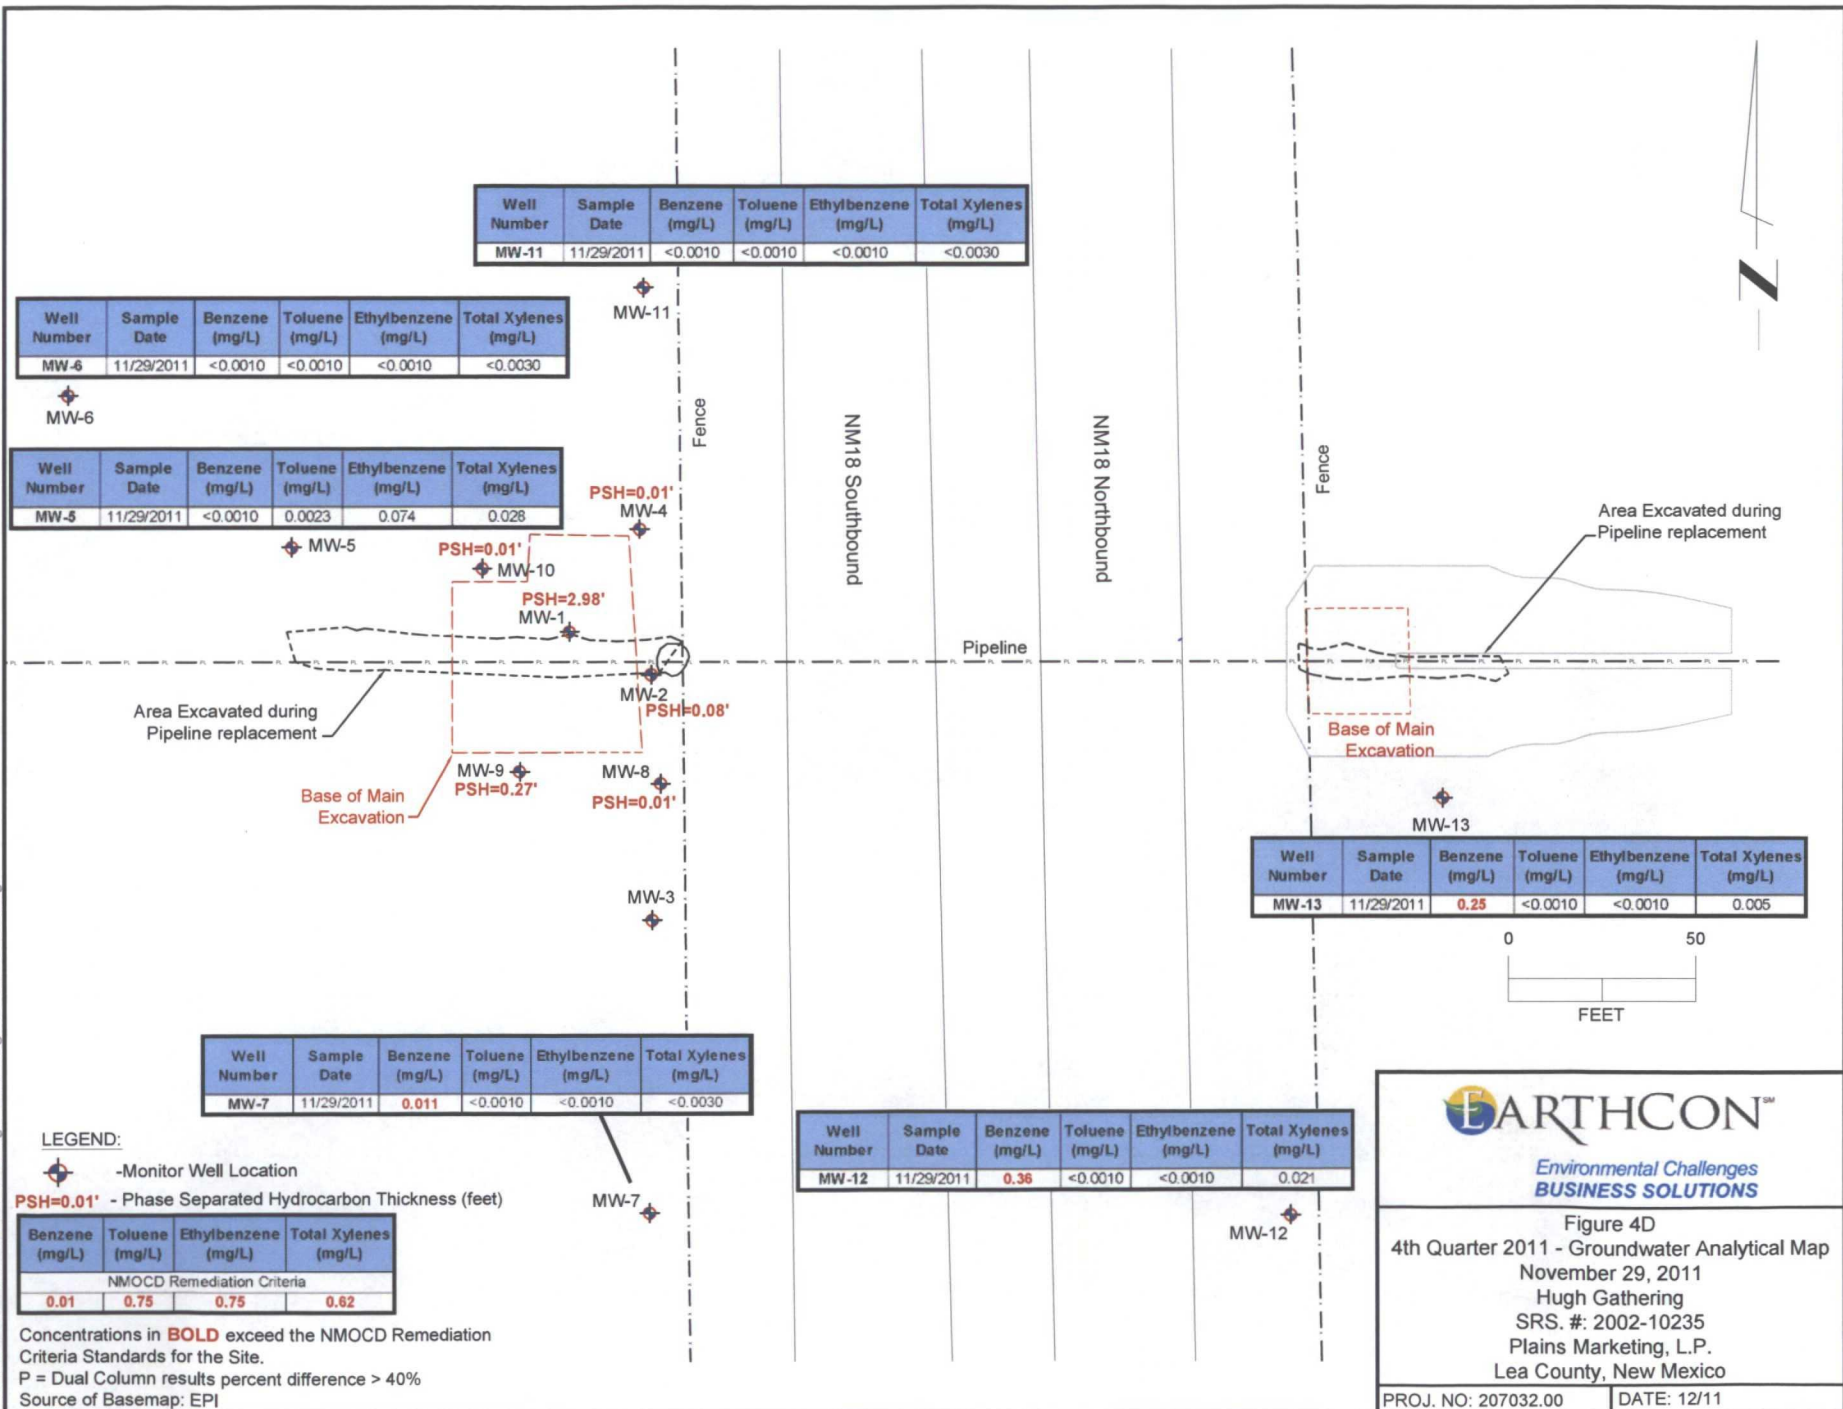 Well Number Sample Date Benzene (mg/L) Toluene (mg/L) Ethylbenzene (mg/L) Total Xylenes (mg/L)
MW-11 11/29/2011 <0.0010 <0.0010 <0.0010 <0.0030
MW-11
Well Number Sample Date Benzene (mg/L) Toluene (mg/L) Ethylbenzene (mg/L) Total Xylenes (mg/L)
MW-6 11/29/2011 <0.0010 <0.0010 <0.0010 <0.0030
MW-6
Z
Fence
NM18 Southbound
NM18 Northbound
Fence
Well Number Sample Date Benzene (mg/L) Toluene (mg/L) Ethylbenzene (mg/L) Total Xylenes (mg/L)
MW-5 11/29/2011 <0.0010 0.0023 0.074 0.028
MW-5
PSH=0.01'
MW-4
PSH=0.01'
MW-10
PSH=2.98'
MW-1
Area Excavated during
Pipeline replacement
Pipeline
MW-2
PSH=0.08'
Area Excavated during
Pipeline replacement
Base of Main
Excavation
MW-9
PSH=0.27'
MW-8
PSH=0.01'
Base of Main
Excavation
MW-13
Well Number Sample Date Benzene (mg/L) Toluene (mg/L) Ethylbenzene (mg/L) Total Xylenes (mg/L)
MW-13 11/29/2011 0.25 <0.0010 <0.0010 0.005
MW-3
0 50
FEET
Well Number Sample Date Benzene (mg/L) Toluene (mg/L) Ethylbenzene (mg/L) Total Xylenes (mg/L)
MW-7 11/29/2011 0.011 <0.0010 <0.0010 <0.0030
MW-7
Well Number Sample Date Benzene (mg/L) Toluene (mg/L) Ethylbenzene (mg/L) Total Xylenes (mg/L)
MW-12 11/29/2011 0.36 <0.0010 <0.0010 0.021
MW-12
LEGEND:
-Monitor Well Location
PSH=0.01' - Phase Separated Hydrocarbon Thickness (feet)
Benzene (mg/L) Toluene (mg/L) Ethylbenzene (mg/L) Total Xylenes (mg/L)
NMOCD Remediation Criteria
0.01 0.75 0.75 0.62
Concentrations in BOLD exceed the NMOCD Remediation
Criteria Standards for the Site.
P = Dual Column results percent difference > 40%
Source of Basemap: EPI
EARTHCON SM
Environmental Challenges
BUSINESS SOLUTIONS
Figure 4D
4th Quarter 2011 - Groundwater Analytical Map
November 29, 2011
Hugh Gathering
SRS. #: 2002-10235
Plains Marketing, L.P.
Lea County, New Mexico
PROJ. NO: 207032.00 DATE: 12/11